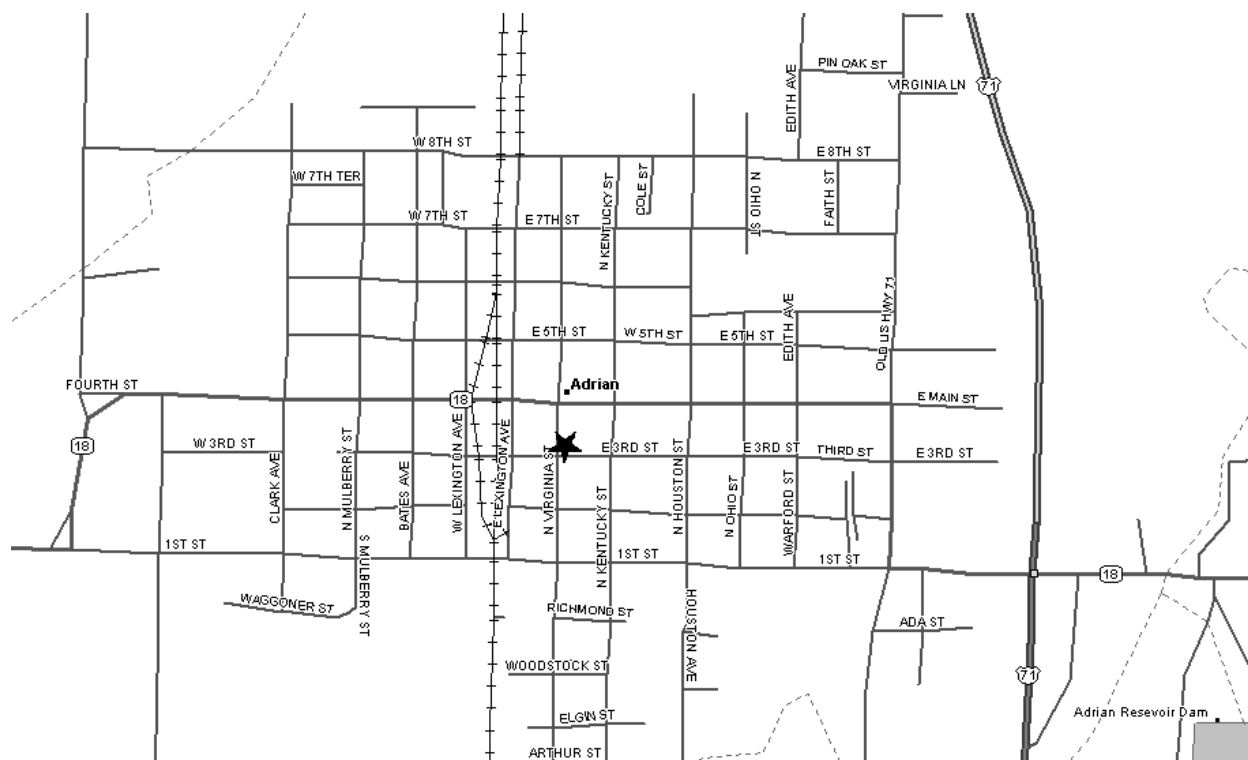 PIN OAK ST
VIRGINIA LN
71
EDITH AVE
W 8TH ST
E 8TH ST
W 7TH TER
COLE ST
N KENTUCKY ST
N OHIO ST
FAITH ST
W 7TH ST
E 7TH ST
EDITH AVE
OLD US HWY 71
E 5TH ST
W 5TH ST
E 5TH ST
FOURTH ST
Adrian
18
E MAIN ST
18
W 3RD ST
E 3RD ST
E 3RD ST
THIRD ST
E 3RD ST
CLARK AVE
N MULBERRY ST
BATES AVE
W LEXINGTON AVE
E LEXINGTON AVE
N VIRGINIA ST
N KENTUCKY ST
N HOUSTON ST
N OHIO ST
WARFORD ST
1ST ST
1ST ST
1ST ST
18
S MULBERRY ST
WAGGONER ST
RICHMOND ST
HOUSTON AVE
ADA ST
WOODSTOCK ST
71
ELGIN ST
Adrian Resevoir Dam
ARTHUR ST